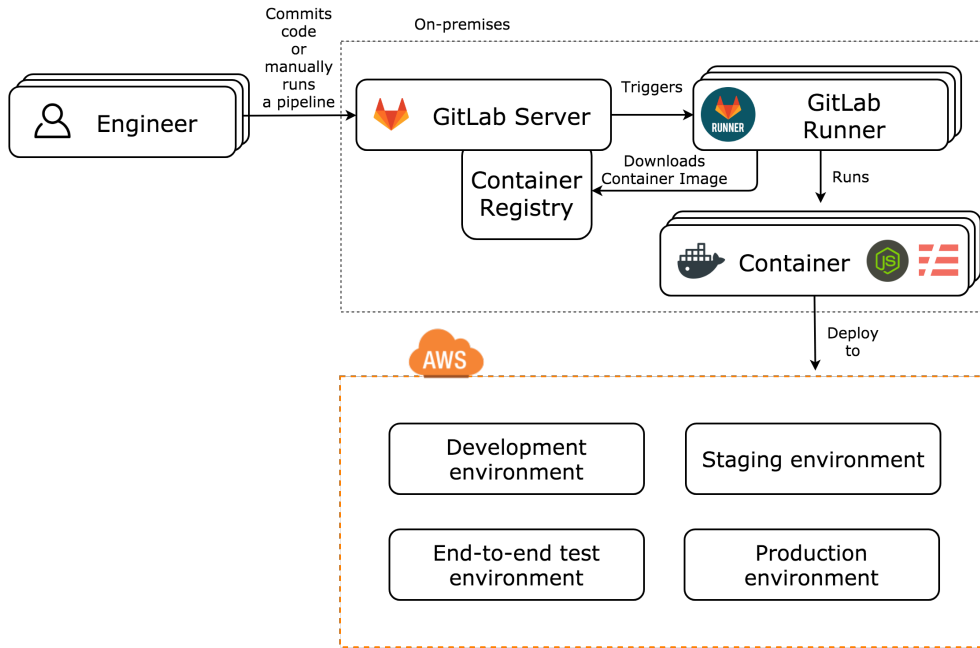 Commits
code
or
manually
runs
a pipeline
On-premises
Engineer
GitLab Server
Triggers
RUNNER
GitLab
Runner
Container
Registry
Downloads
Container Image
Runs
Container
JS
Deploy
to
AWS
Development
environment
Staging environment
End-to-end test
environment
Production
environment